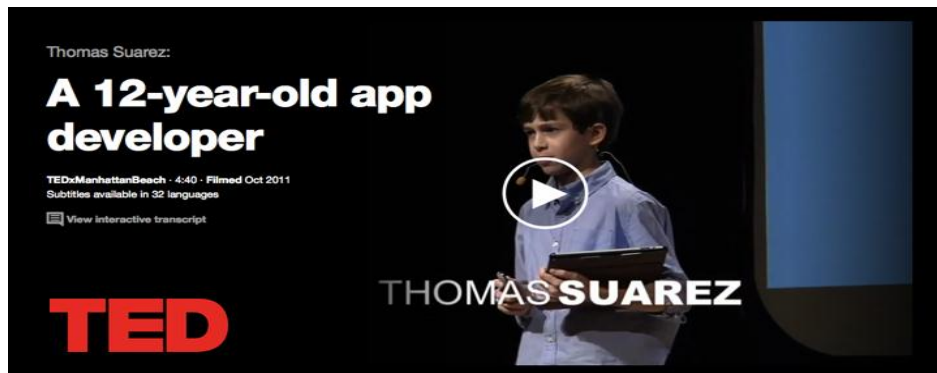 Thomas Suarez:
A 12-year-old app
developer
TEDxManhattanBeach · 4:40 · Filmed Oct 2011
Subtitles available in 32 languages
View interactive transcript
THOMAS SUAREZ
TED